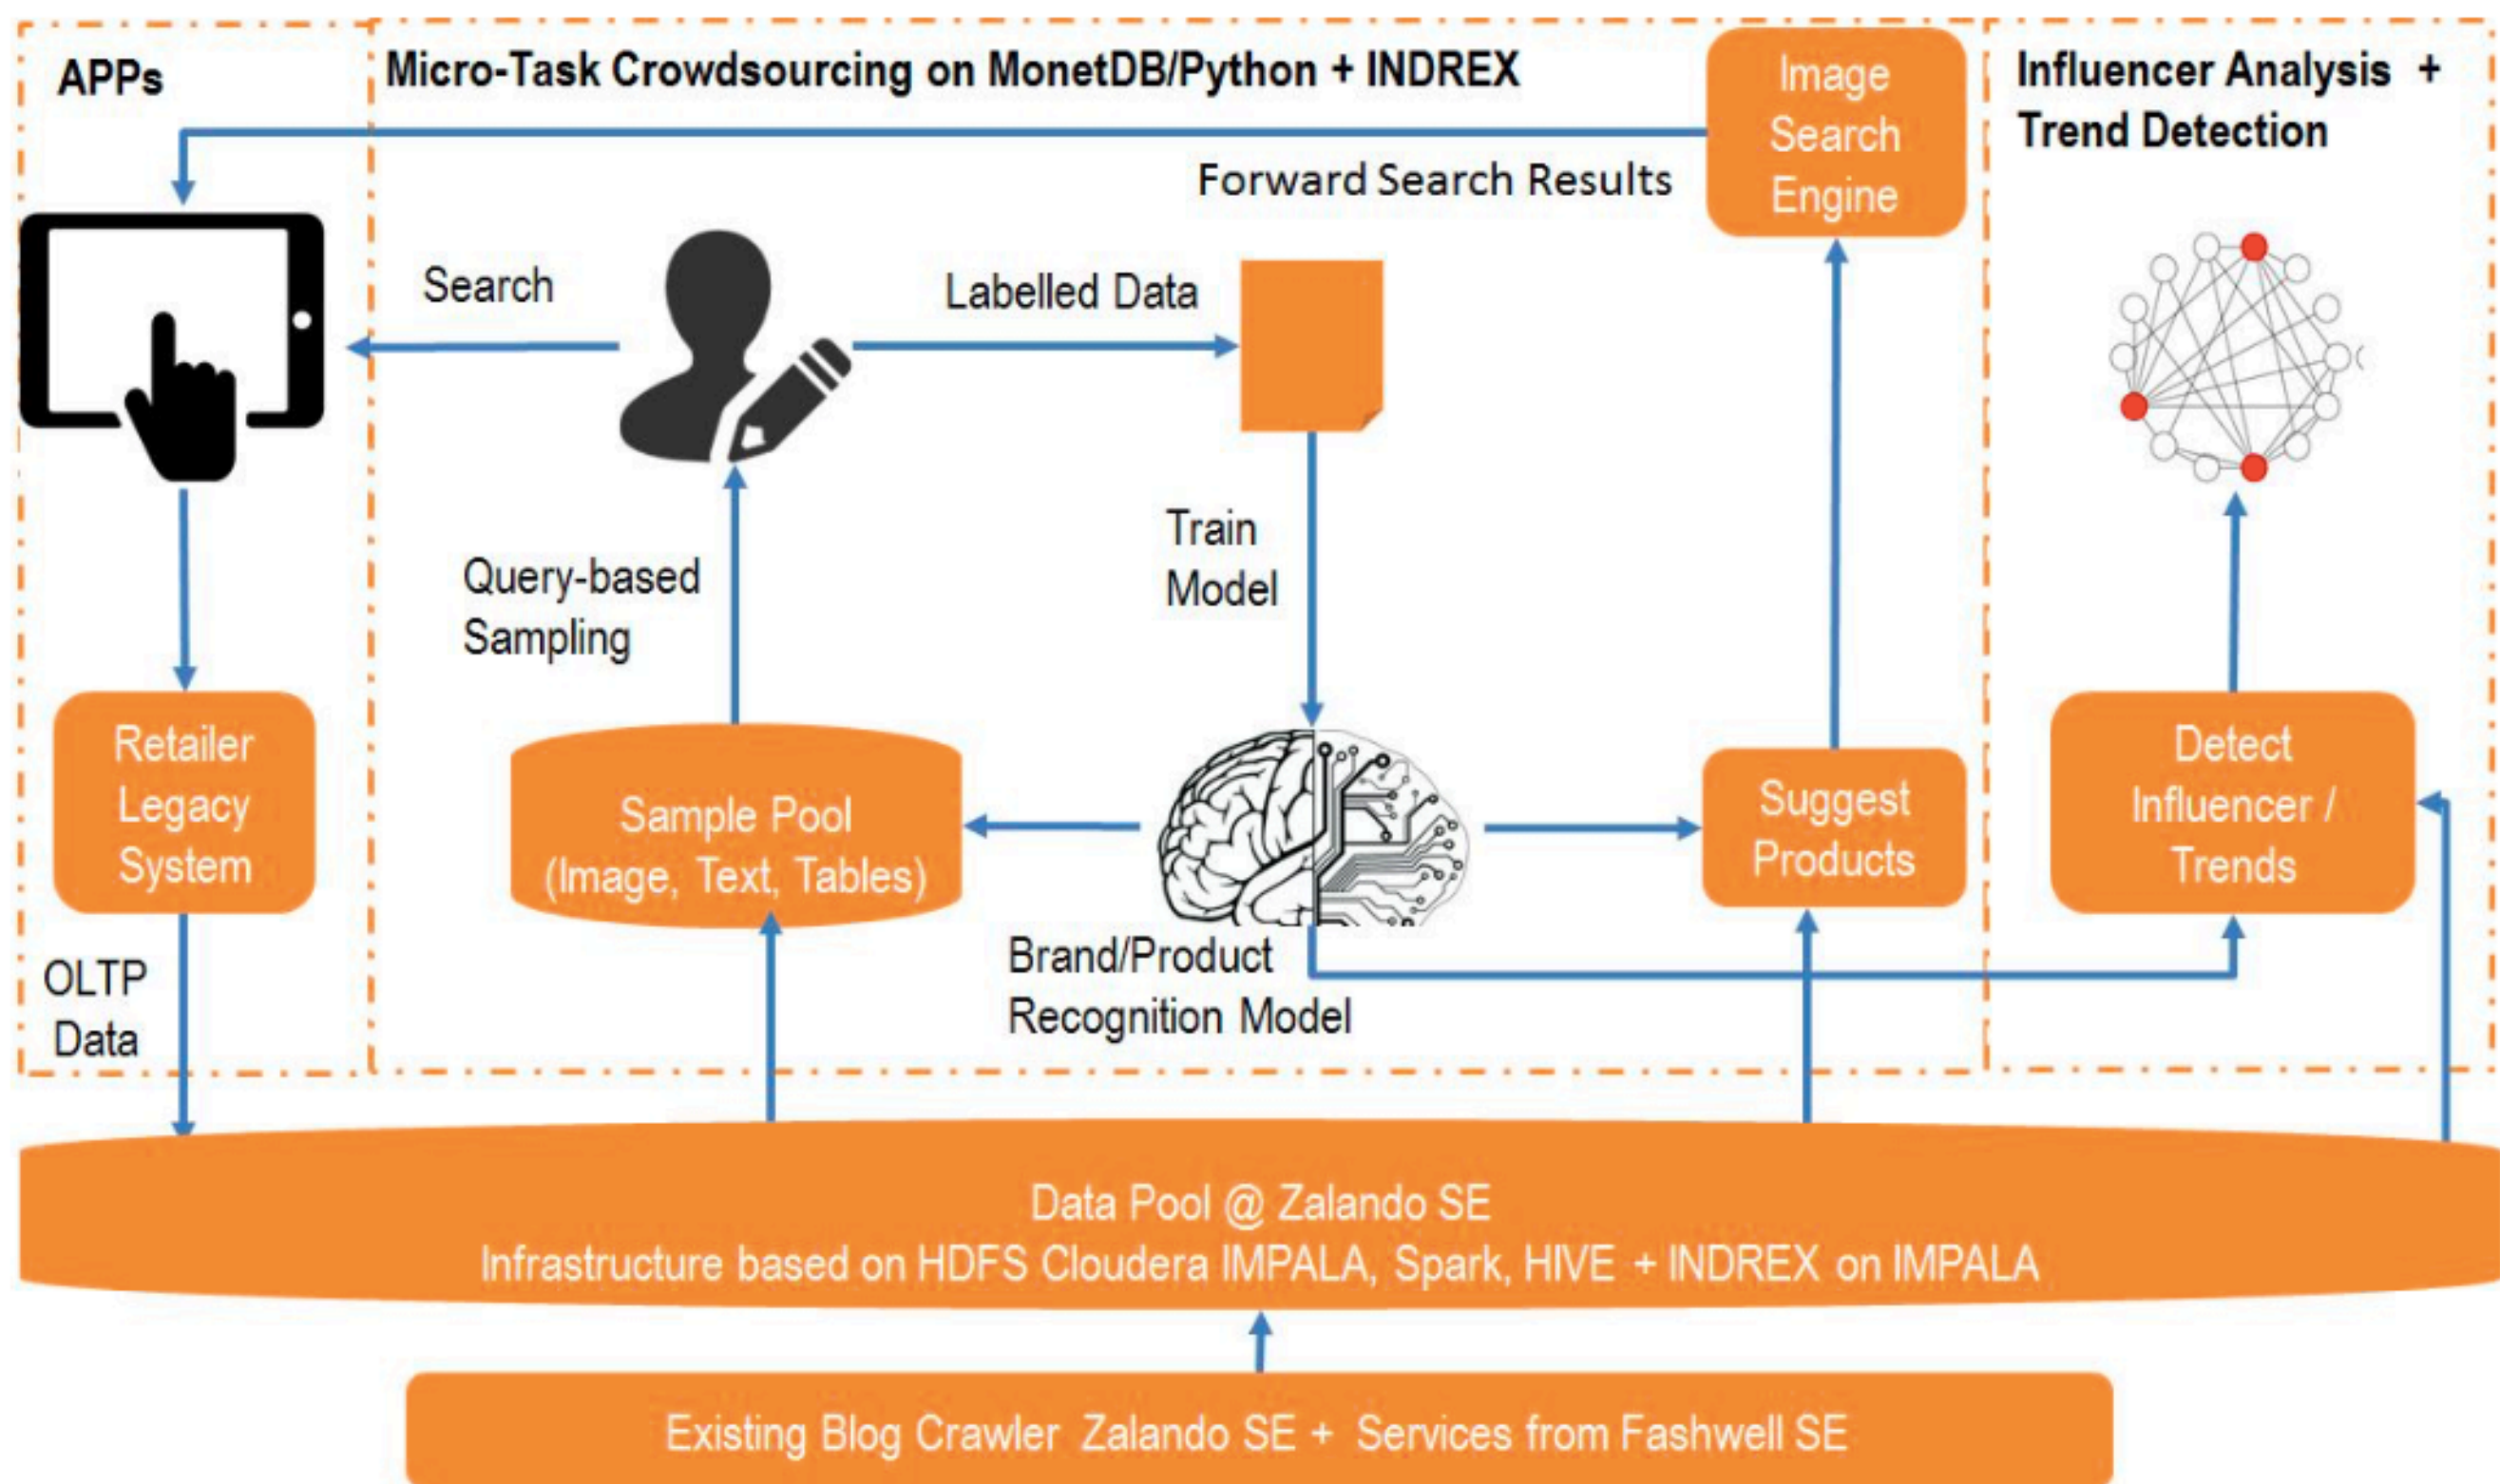 APPs
Micro-Task Crowdsourcing on MonetDB/Python + INDREX
Image
Search
Engine
Influencer Analysis +
Trend Detection
Forward Search Results
Search
Labelled Data
Query-based
Sampling
Train
Model
Retailer
Legacy
System
Sample Pool
(Image, Text, Tables)
Suggest
Products
Detect
Influencer /
Trends
OLTP
Data
Brand/Product
Recognition Model
Data Pool @ Zalando SE
Infrastructure based on HDFS Cloudera IMPALA, Spark, HIVE + INDREX on IMPALA
Existing Blog Crawler Zalando SE + Services from Fashwell SE